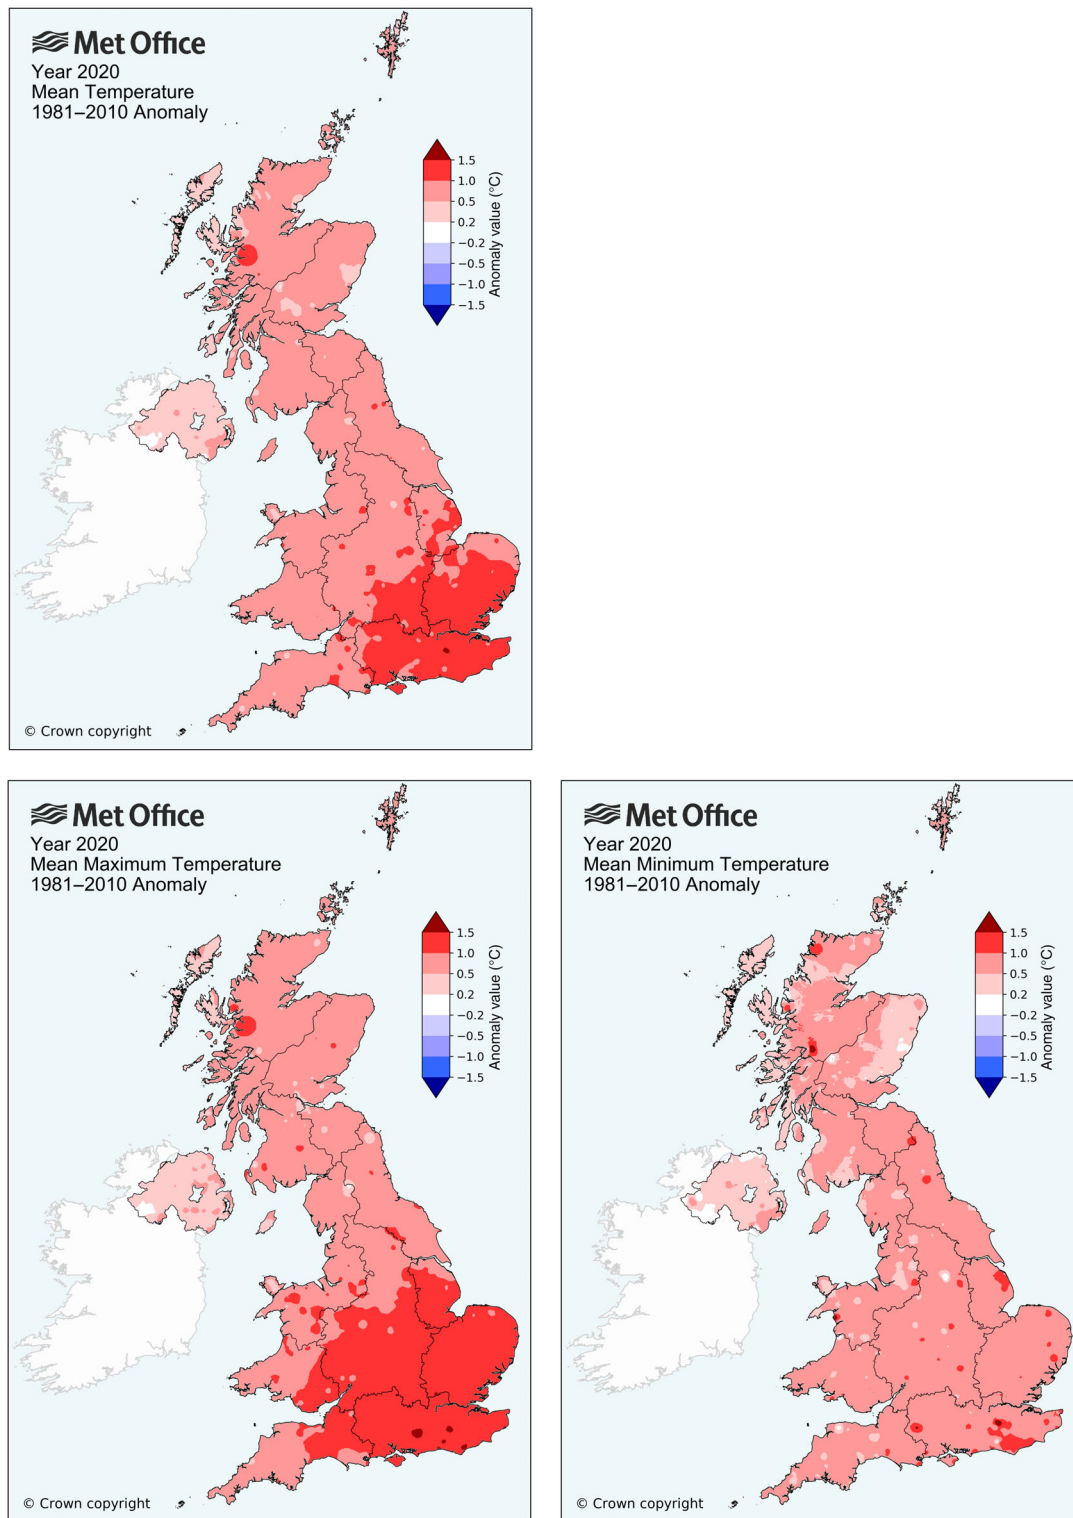 Met Office
Year 2020
Mean Temperature
1981–2010 Anomaly
1.5
1.0
0.5
0.2
−0.2
−0.5
−1.0
−1.5
Anomaly value (°C)
© Crown copyright
Met Office
Year 2020
Mean Maximum Temperature
1981–2010 Anomaly
1.5
1.0
0.5
0.2
−0.2
−0.5
−1.0
−1.5
Anomaly value (°C)
© Crown copyright
Met Office
Year 2020
Mean Minimum Temperature
1981–2010 Anomaly
1.5
1.0
0.5
0.2
−0.2
−0.5
−1.0
−1.5
Anomaly value (°C)
© Crown copyright